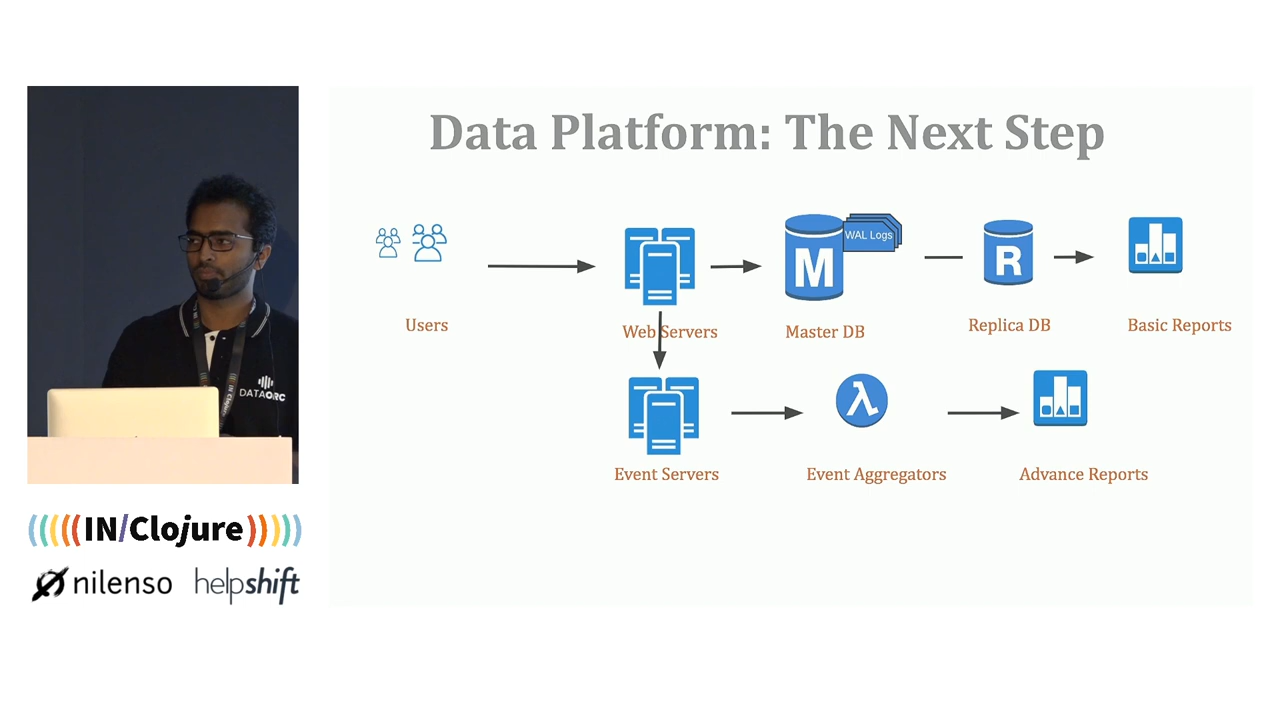 Data Platform: The Next Step
WAL Logs
M
R
Users
Web Servers
Master DB
Replica DB
Basic Reports
λ
Event Servers
Event Aggregators
Advance Reports
DATAORC
((((((IN/Clojure))))))
nilenso
helpshift